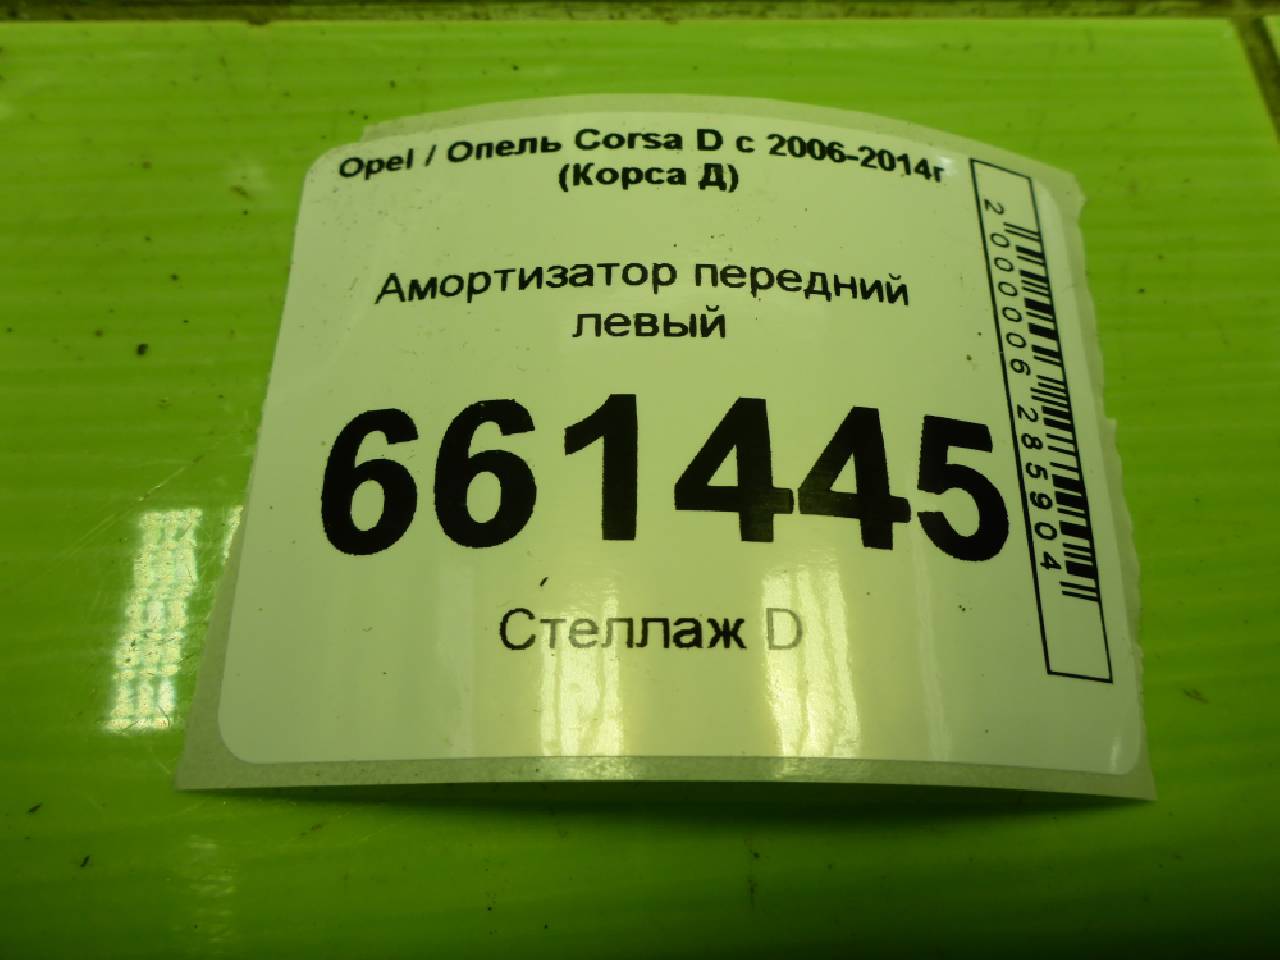 Opel / Опель Corsa D с 2006-2014г
(Корса Д)
Амортизатор передний
левый
661445
Стеллаж D
2000006285904